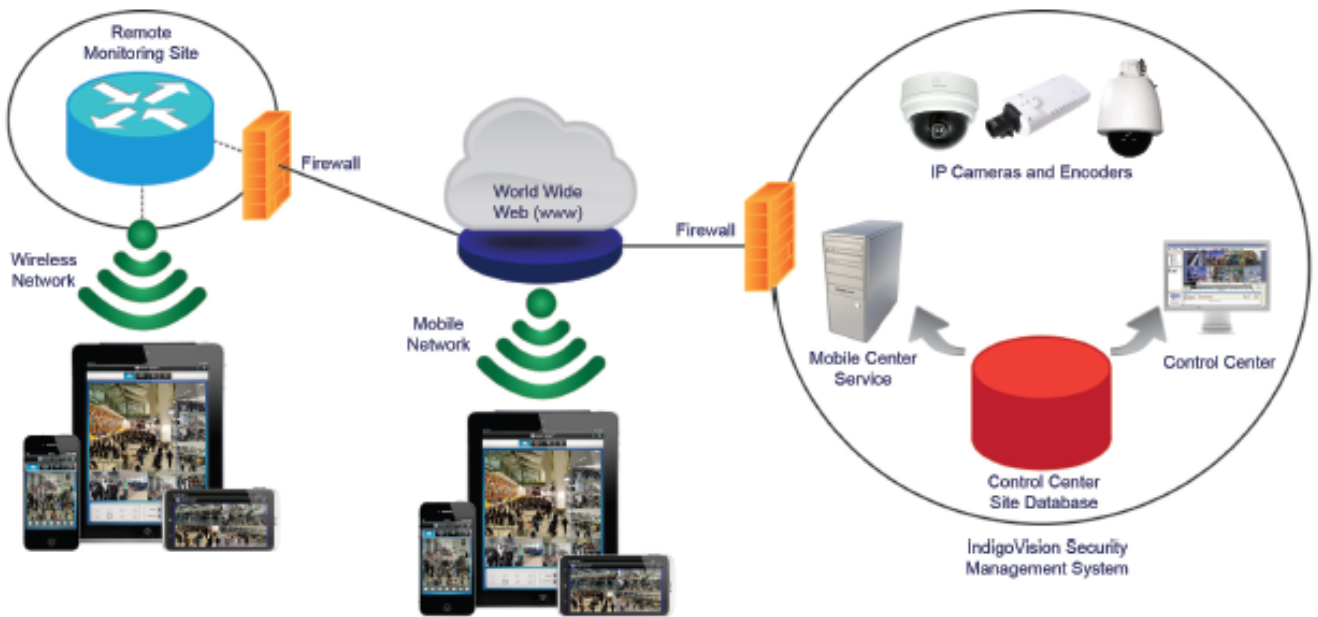 Remote
Monitoring Site
Firewall
World Wide
Web (www)
Firewall
IP Cameras and Encoders
Wireless
Network
Mobile
Network
Mobile Center
Service
Control Center
Control Center
Site Database
IndigoVision Security
Management System